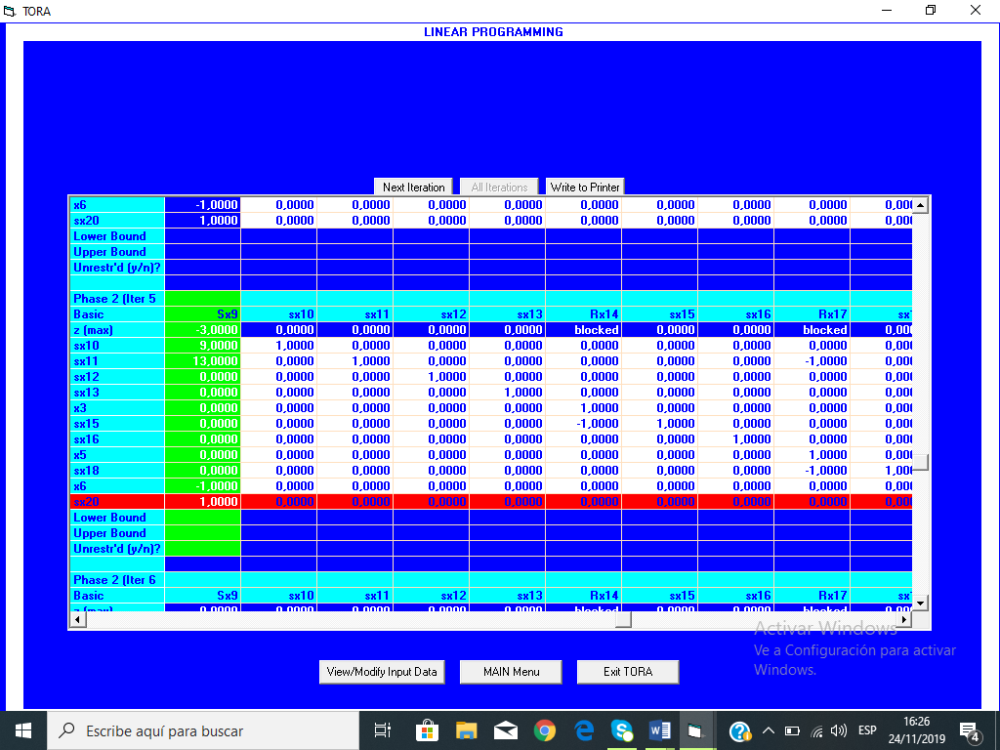 TORA
LINEAR PROGRAMMING
Next Iteration All Iterations Write to Printer
x6 -1,0000 0,0000 0,0000 0,0000 0,0000 0,0000 0,0000 0,0000 0,0000 0,00
sx20 1,0000 0,0000 0,0000 0,0000 0,0000 0,0000 0,0000 0,0000 0,0000 0,00
Lower Bound
Upper Bound
Unrestr'd (y/n)?
Phase 2 (Iter 5
Basic Sx9 sx10 sx11 sx12 sx13 Rx14 sx15 sx16 Rx17 sx
z (max) -3,0000 0,0000 0,0000 0,0000 0,0000 blocked 0,0000 0,0000 blocked 0,00
sx10 9,0000 1,0000 0,0000 0,0000 0,0000 0,0000 0,0000 0,0000 0,0000 0,00
sx11 13,0000 0,0000 1,0000 0,0000 0,0000 0,0000 0,0000 0,0000 -1,0000 0,00
sx12 0,0000 0,0000 0,0000 1,0000 0,0000 0,0000 0,0000 0,0000 0,0000 0,00
sx13 0,0000 0,0000 0,0000 0,0000 1,0000 0,0000 0,0000 0,0000 0,0000 0,00
x3 0,0000 0,0000 0,0000 0,0000 0,0000 1,0000 0,0000 0,0000 0,0000 0,00
sx15 0,0000 0,0000 0,0000 0,0000 0,0000 -1,0000 1,0000 0,0000 0,0000 0,00
sx16 0,0000 0,0000 0,0000 0,0000 0,0000 0,0000 0,0000 1,0000 0,0000 0,00
x5 0,0000 0,0000 0,0000 0,0000 0,0000 0,0000 0,0000 0,0000 1,0000 0,00
sx18 0,0000 0,0000 0,0000 0,0000 0,0000 0,0000 0,0000 0,0000 -1,0000 1,00
x6 -1,0000 0,0000 0,0000 0,0000 0,0000 0,0000 0,0000 0,0000 0,0000 0,00
sx20 1,0000 0,0000 0,0000 0,0000 0,0000 0,0000 0,0000 0,0000 0,0000 0,00
Lower Bound
Upper Bound
Unrestr'd (y/n)?
Phase 2 (Iter 6
Basic Sx9 sx10 sx11 sx12 sx13 Rx14 sx15 sx16 Rx17 sx
z (max) 0,0000 0,0000 0,0000 0,0000 0,0000 blocked 0,0000 0,0000 blocked 0,00
Activar Windows
Ve a Configuración para activar
Windows.
View/Modify Input Data MAIN Menu Exit TORA
Escribe aquí para buscar
ESP
16:26
24/11/2019
4